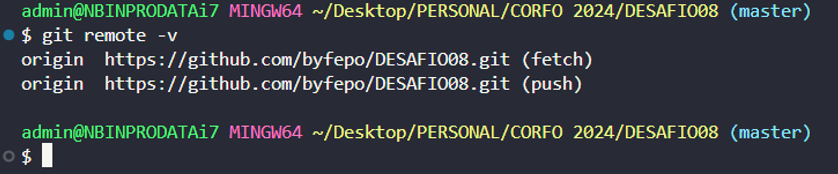 admin@NBINPRODATAi7 MINGW64 ~/Desktop/PERSONAL/CORFO 2024/DESAFIO08 (master)
$ git remote -v
origin  https://github.com/byfepo/DESAFIO08.git (fetch)
origin  https://github.com/byfepo/DESAFIO08.git (push)
admin@NBINPRODATAi7 MINGW64 ~/Desktop/PERSONAL/CORFO 2024/DESAFIO08 (master)
$